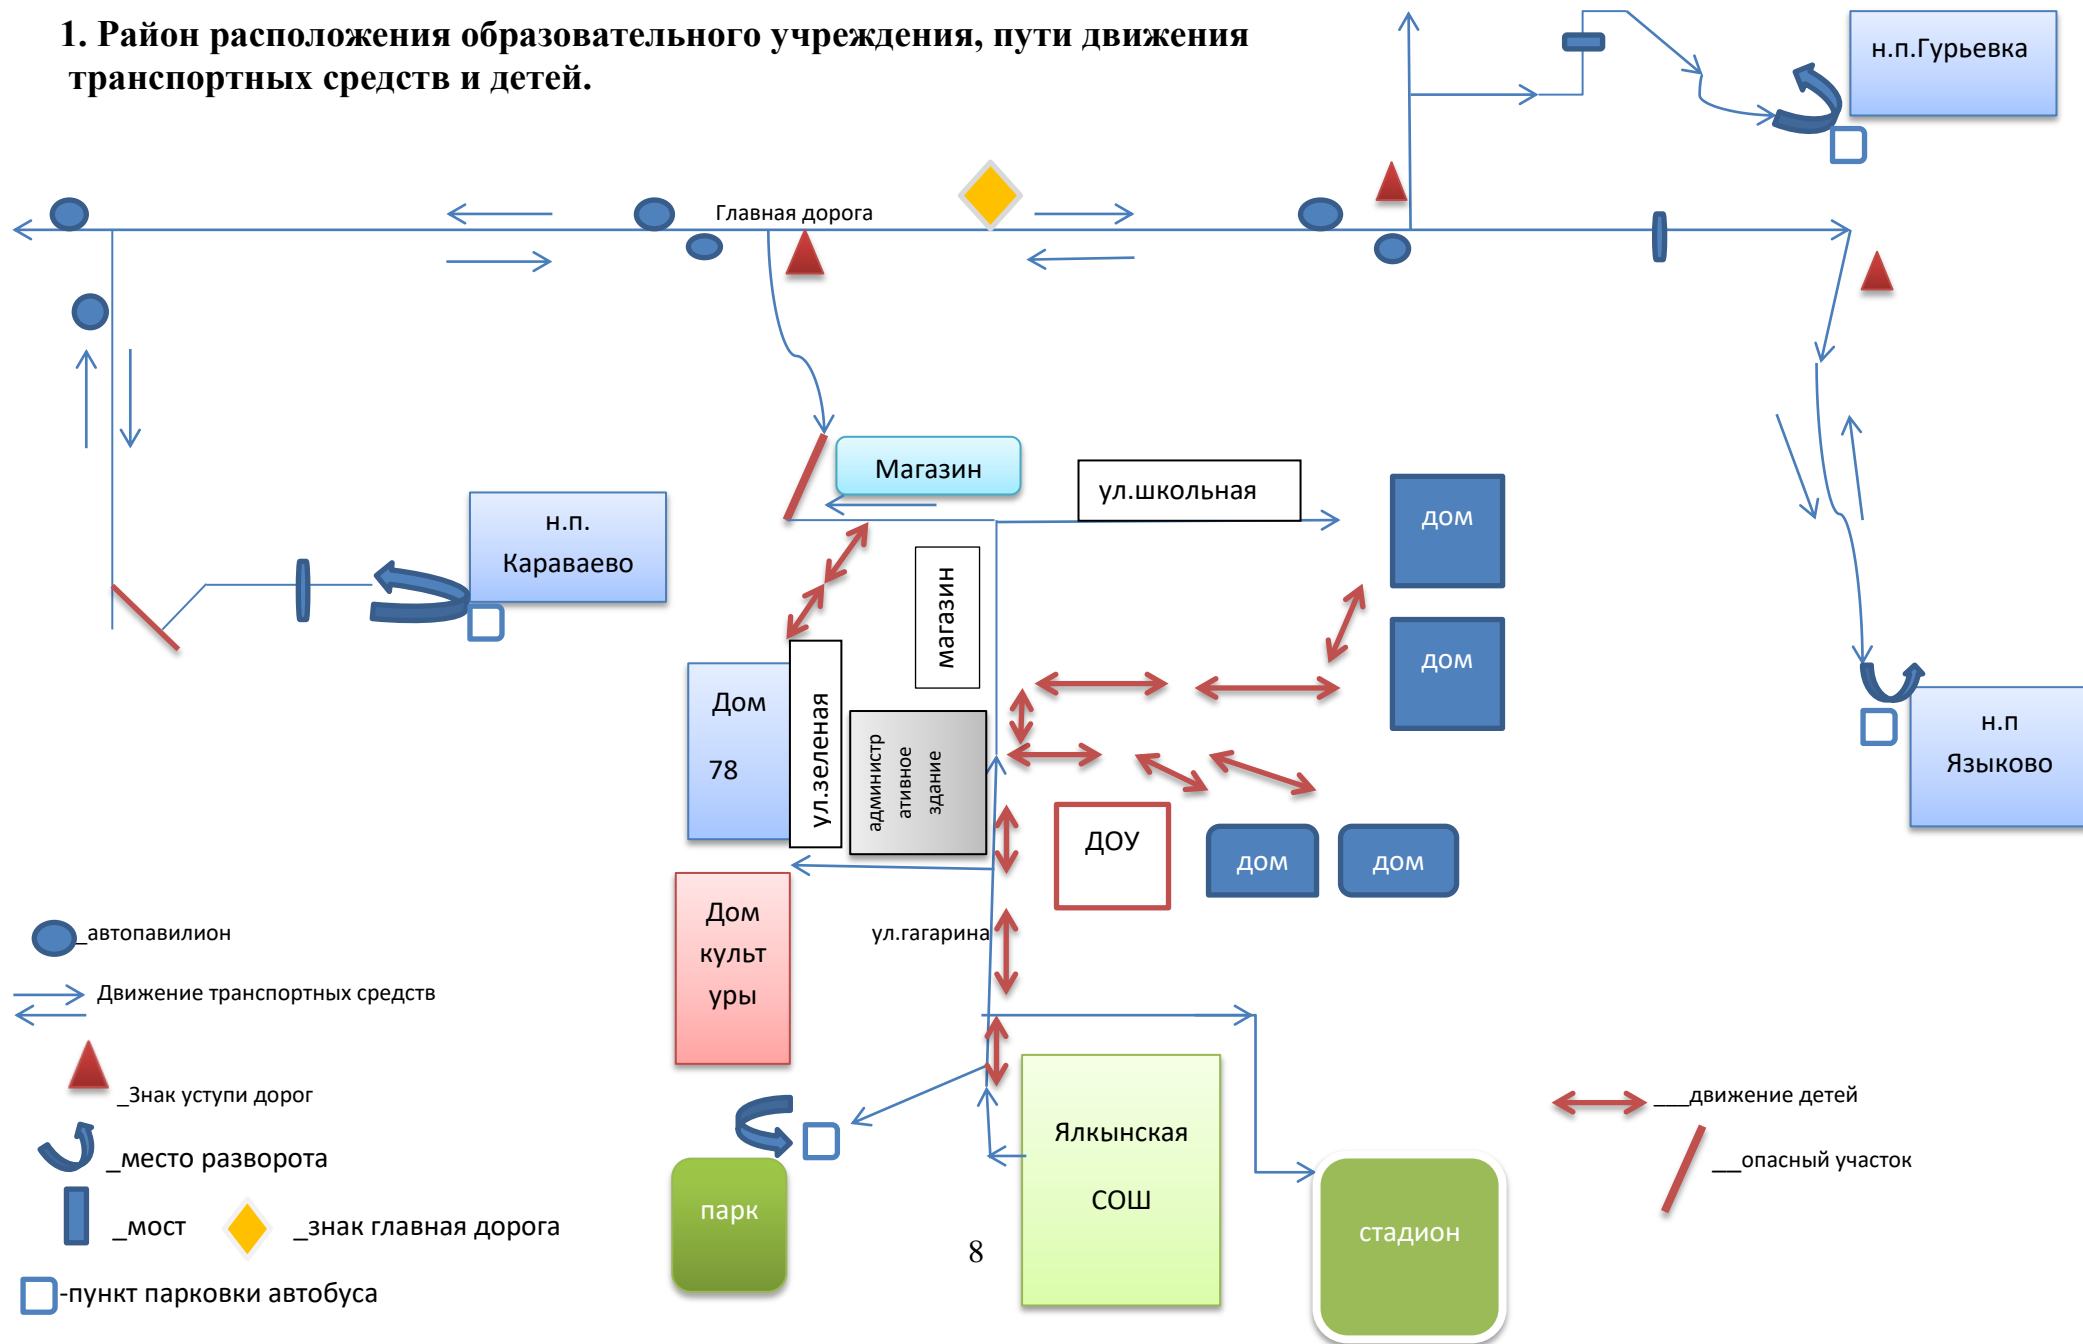 1. Район расположения образовательного учреждения, пути движения
транспортных средств и детей.
н.п.Гурьевка
Главная дорога
Магазин
ул.школьная
дом
н.п.
Караваево
магазин
дом
Дом
78
ул.зеленая
администр
ативное
здание
н.п
Языково
ДОУ
дом
дом
Дом
культ
уры
ул.гагарина
_автопавилион
Движение транспортных средств
_Знак уступи дорог
_место разворота
_мост
_знак главная дорога
-пункт парковки автобуса
парк
Ялкынская
СОШ
стадион
___движение детей
__опасный участок
8